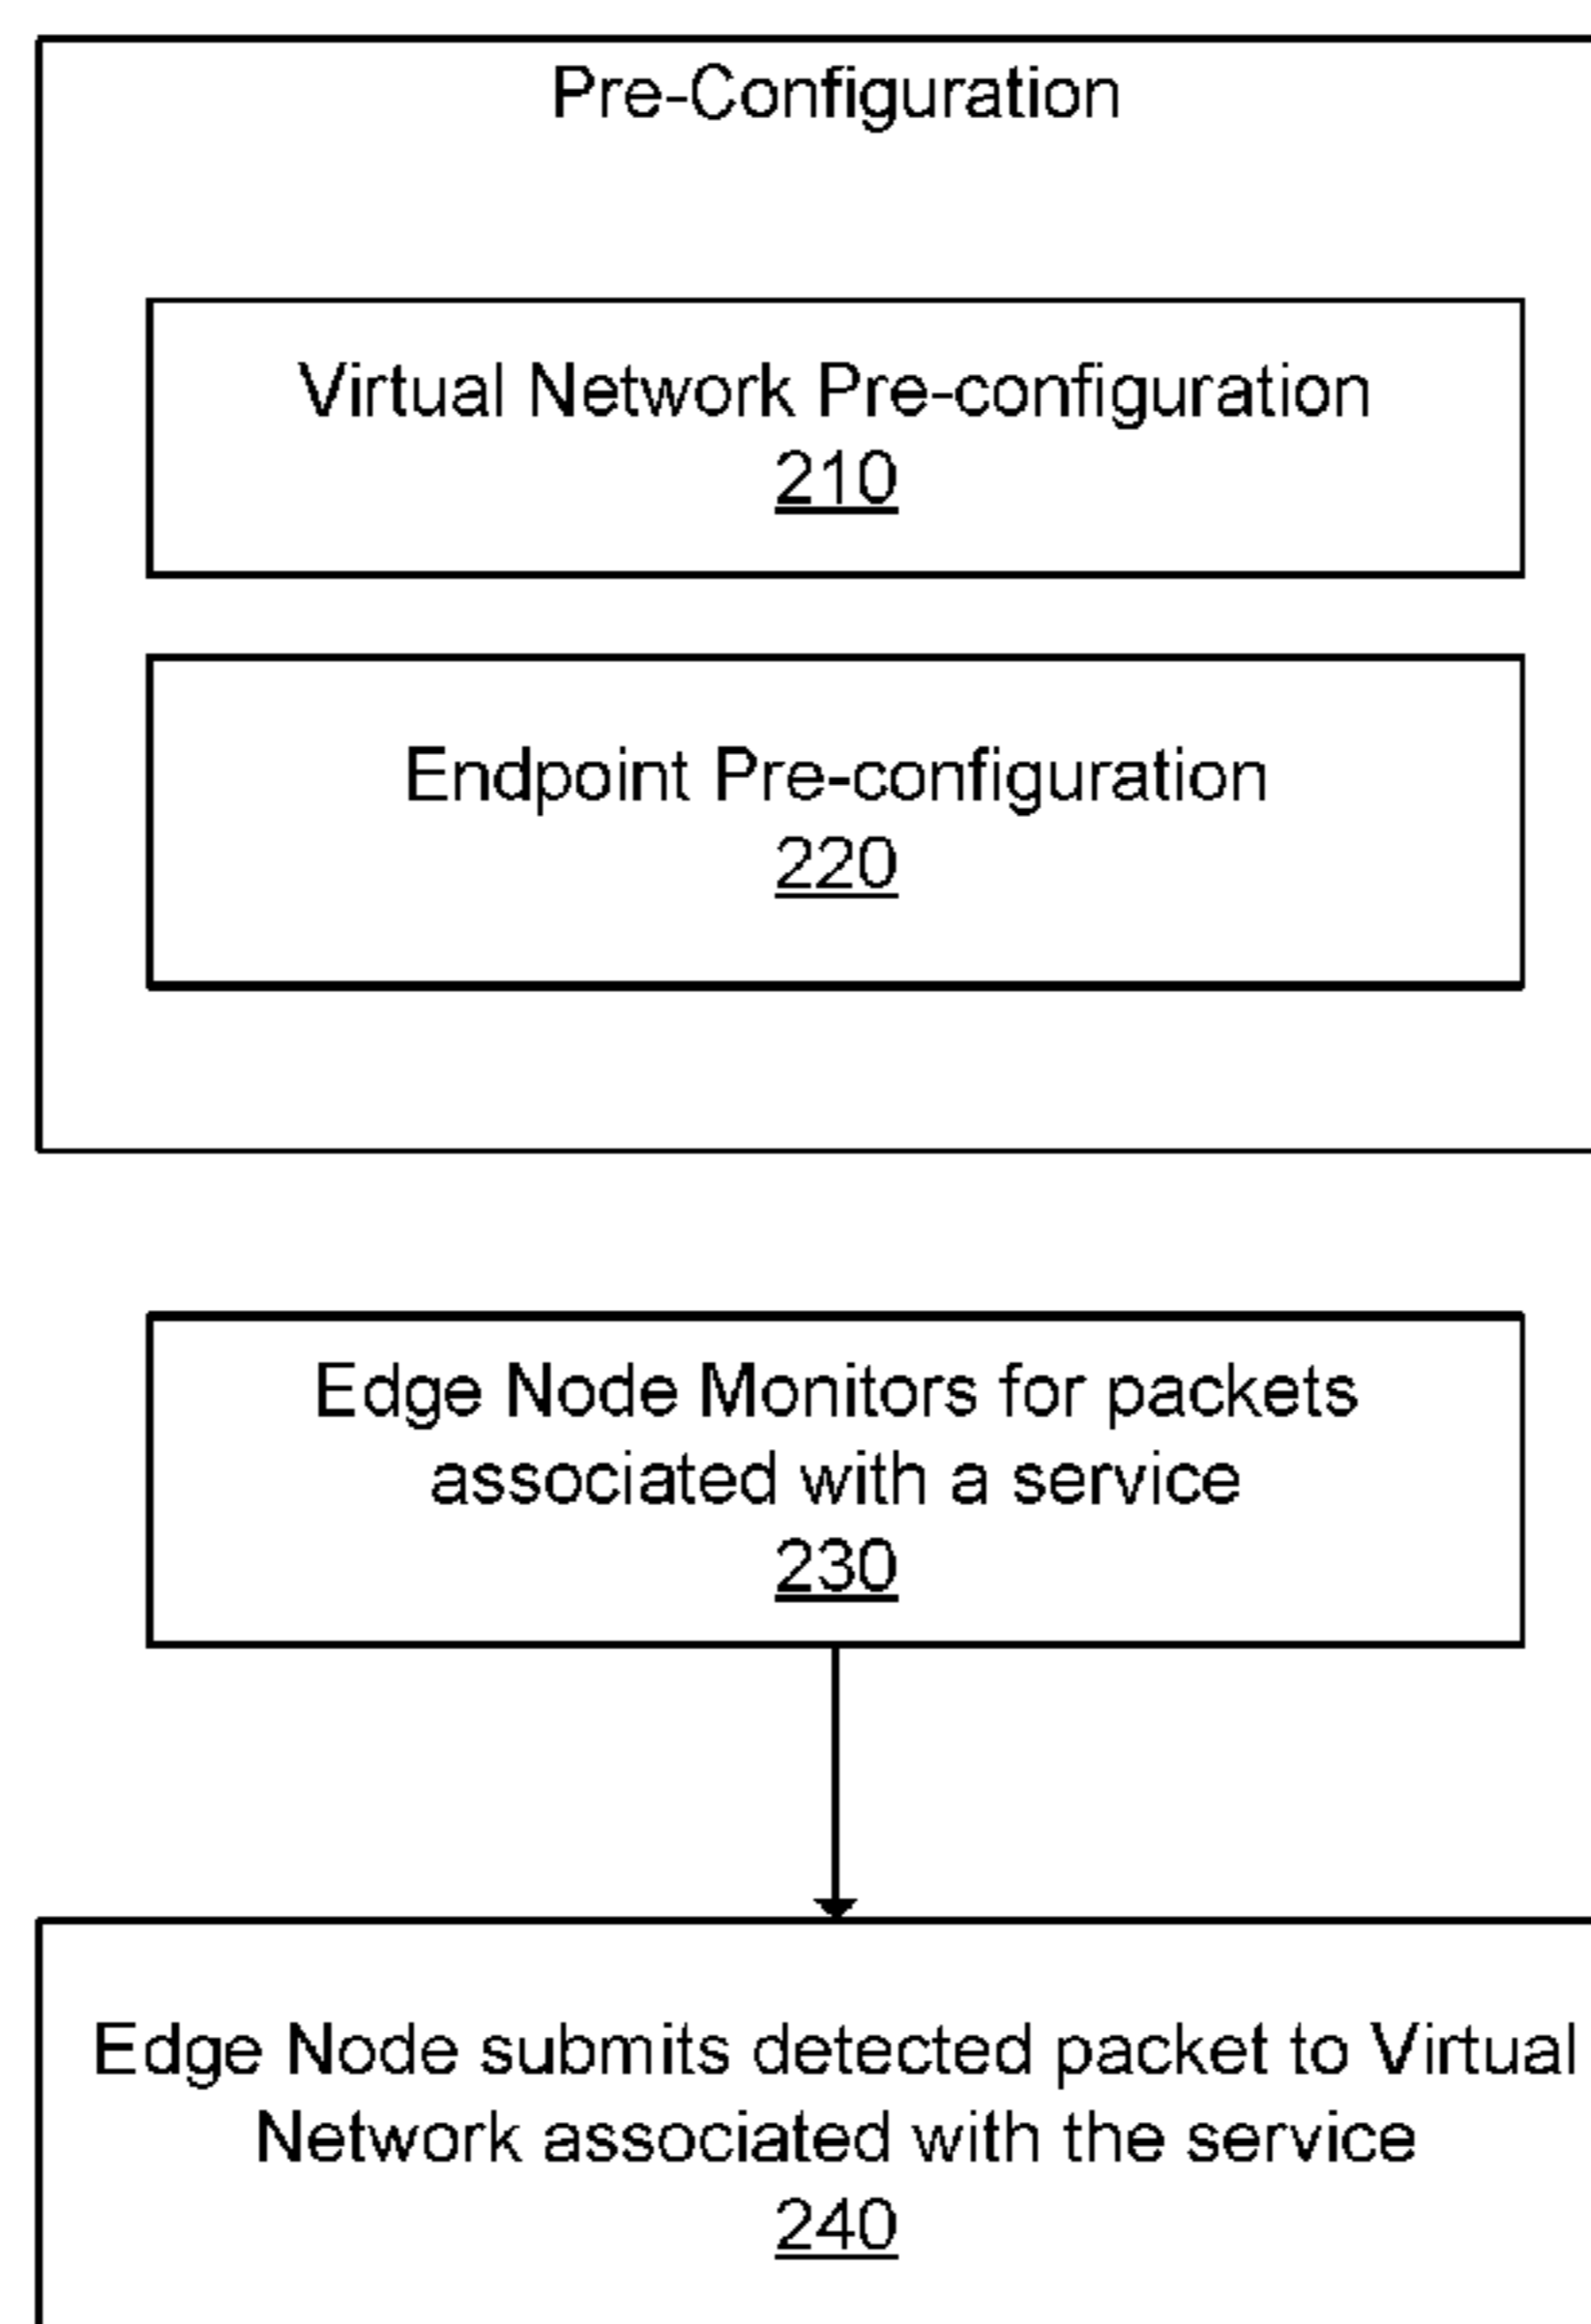 Pre-Configuration
Virtual Network Pre-configuration
210
Endpoint Pre-configuration
220
Edge Node Monitors for packets
associated with a service
230
Edge Node submits detected packet to Virtual
Network associated with the service
240